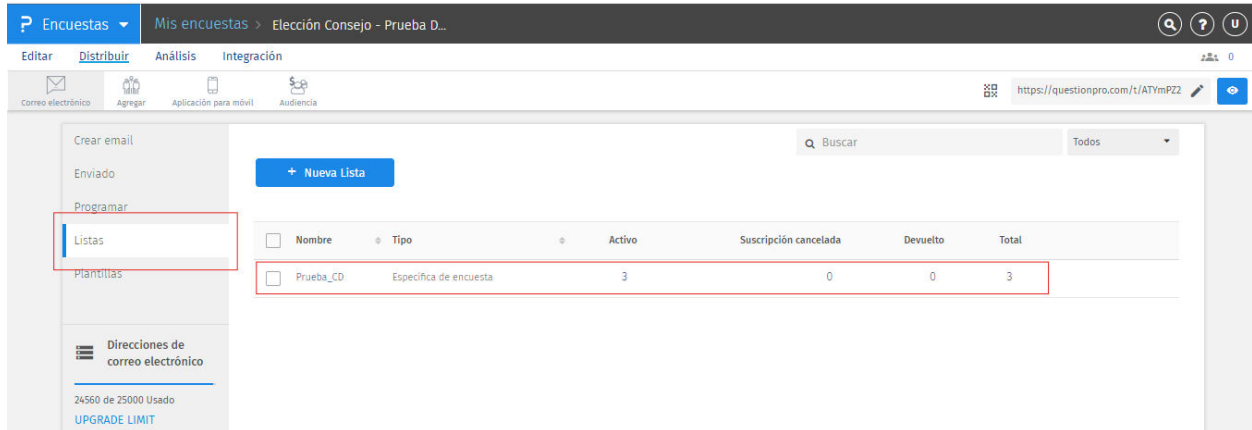 Encuestas
Mis encuestas > Elección Consejo - Prueba D...
Editar Distribuir Análisis Integración 0
Correo electrónico Agregar Aplicación para móvil Audiencia https://questionpro.com/t/ATYmPZ2
Crear email
Buscar Todos
Enviado
+ Nueva Lista
Programar
Listas
Nombre Tipo Activo Suscripción cancelada Devuelto Total
Plantillas
Prueba_CD Específica de encuesta 3 0 0 3
Direcciones de
correo electrónico
24560 de 25000 Usado
UPGRADE LIMIT